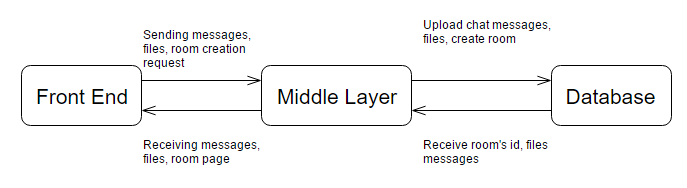 Sending messages,
files, room creation
request
Upload chat messages,
files, create room
Front End
Middle Layer
Database
Receiving messages,
files, room page
Receive room's id, files
messages